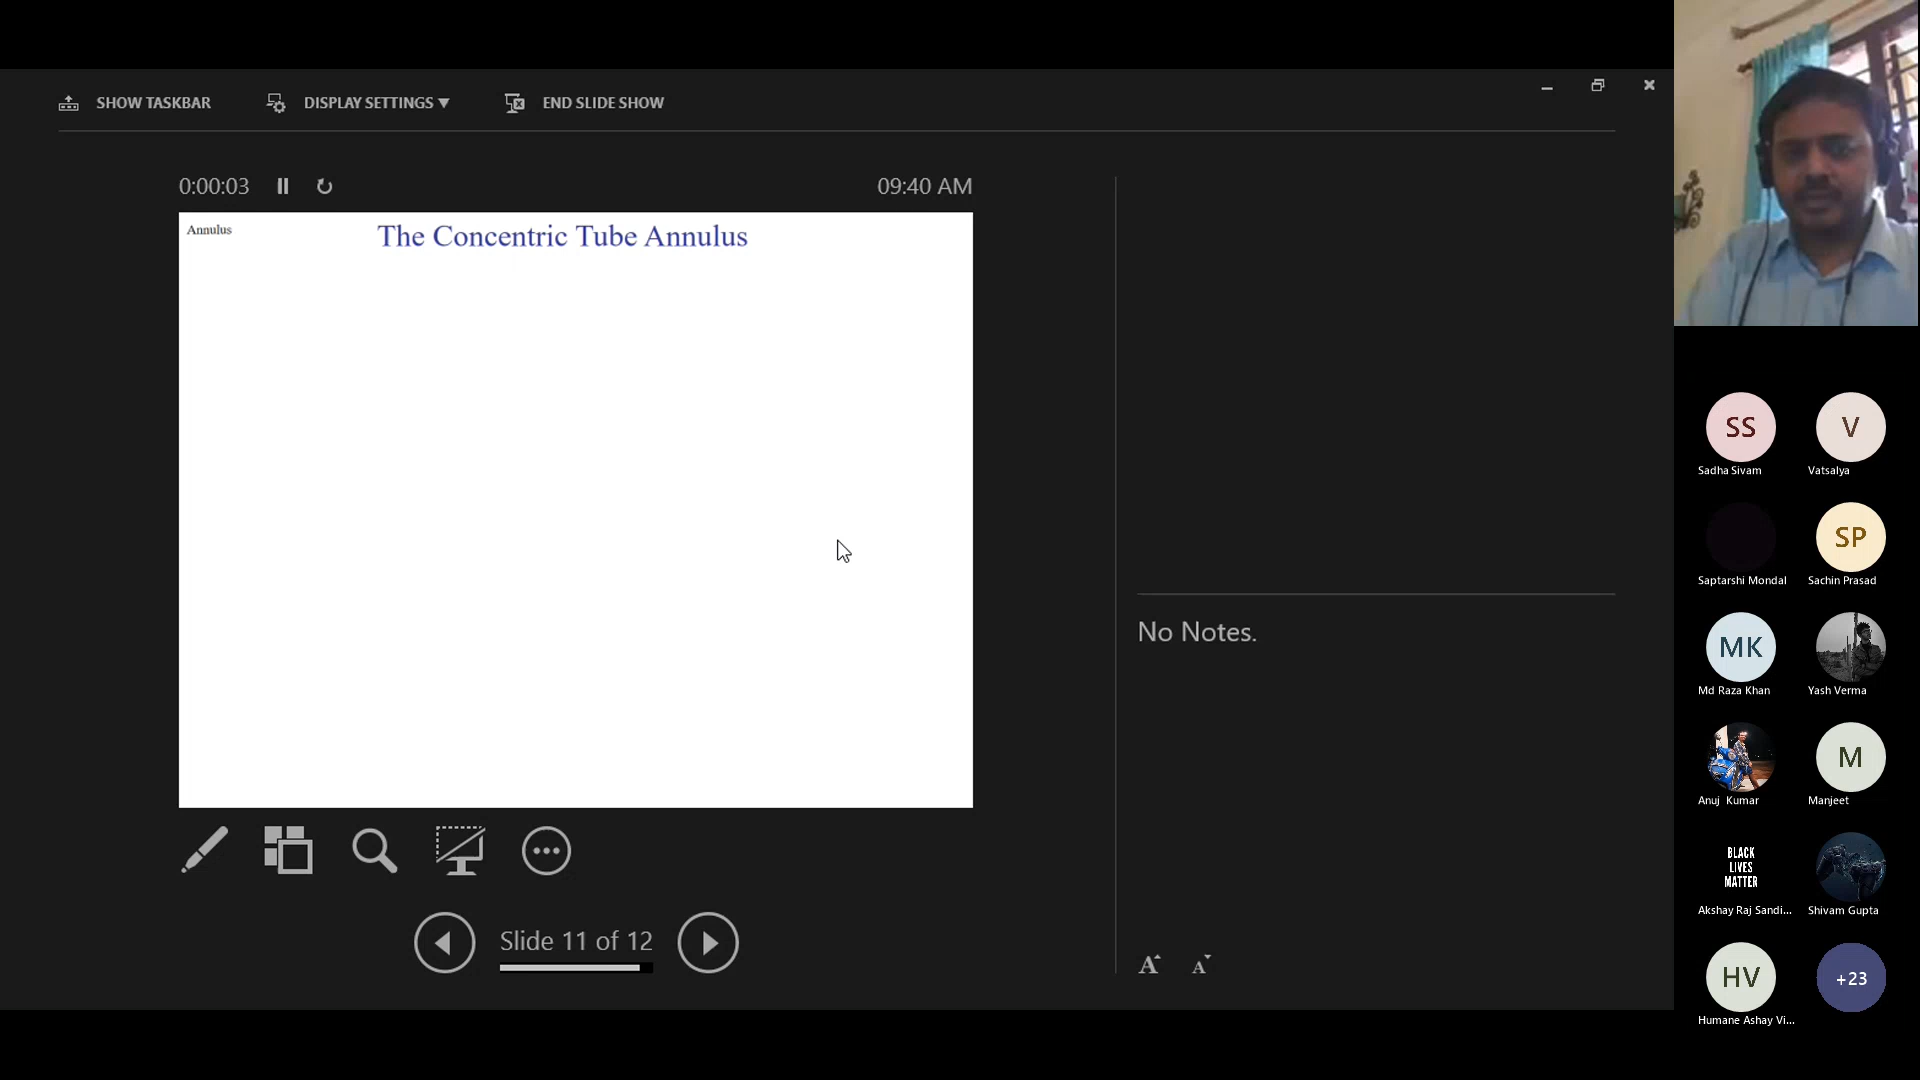 SHOW TASKBAR
DISPLAY SETTINGS ▼
END SLIDE SHOW
0:00:03
09:40 AM
Annulus
The Concentric Tube Annulus
No Notes.
Slide 11 of 12
A
A
SS
V
Sadha Sivam
Vatsalya
SP
Saptarshi Mondal
Sachin Prasad
MK
Md Raza Khan
Yash Verma
M
Anuj Kumar
Manjeet
BLACK
LIVES
MATTER
Akshay Raj Sandi...
Shivam Gupta
HV
+23
Humane Ashay Vi...